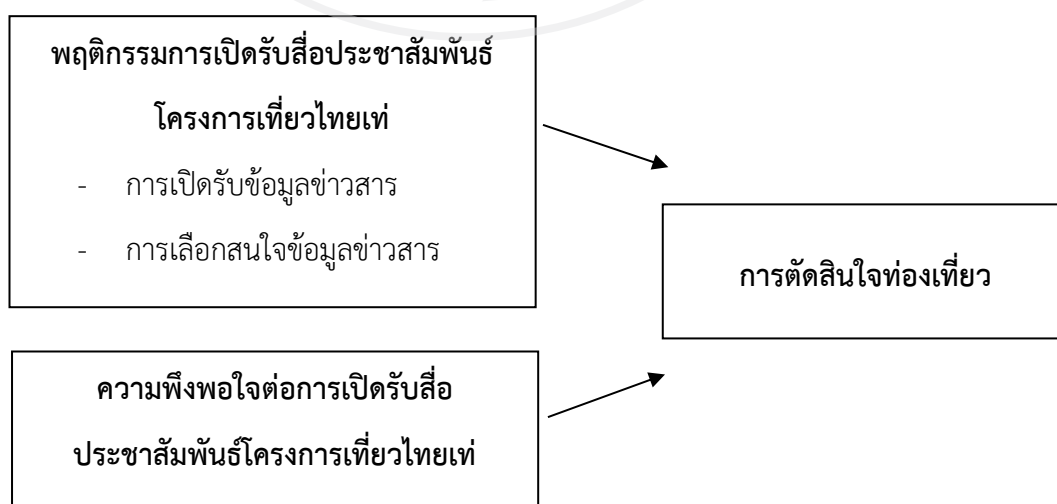 พฤติกรรมการเปิดรับสื่อประชาสัมพันธ์
โครงการเที่ยวไทยเท่
- การเปิดรับข้อมูลข่าวสาร
- การเลือกสนใจข้อมูลข่าวสาร
การตัดสินใจท่องเที่ยว
ความพึงพอใจต่อการเปิดรับสื่อ
ประชาสัมพันธ์โครงการเที่ยวไทยเท่